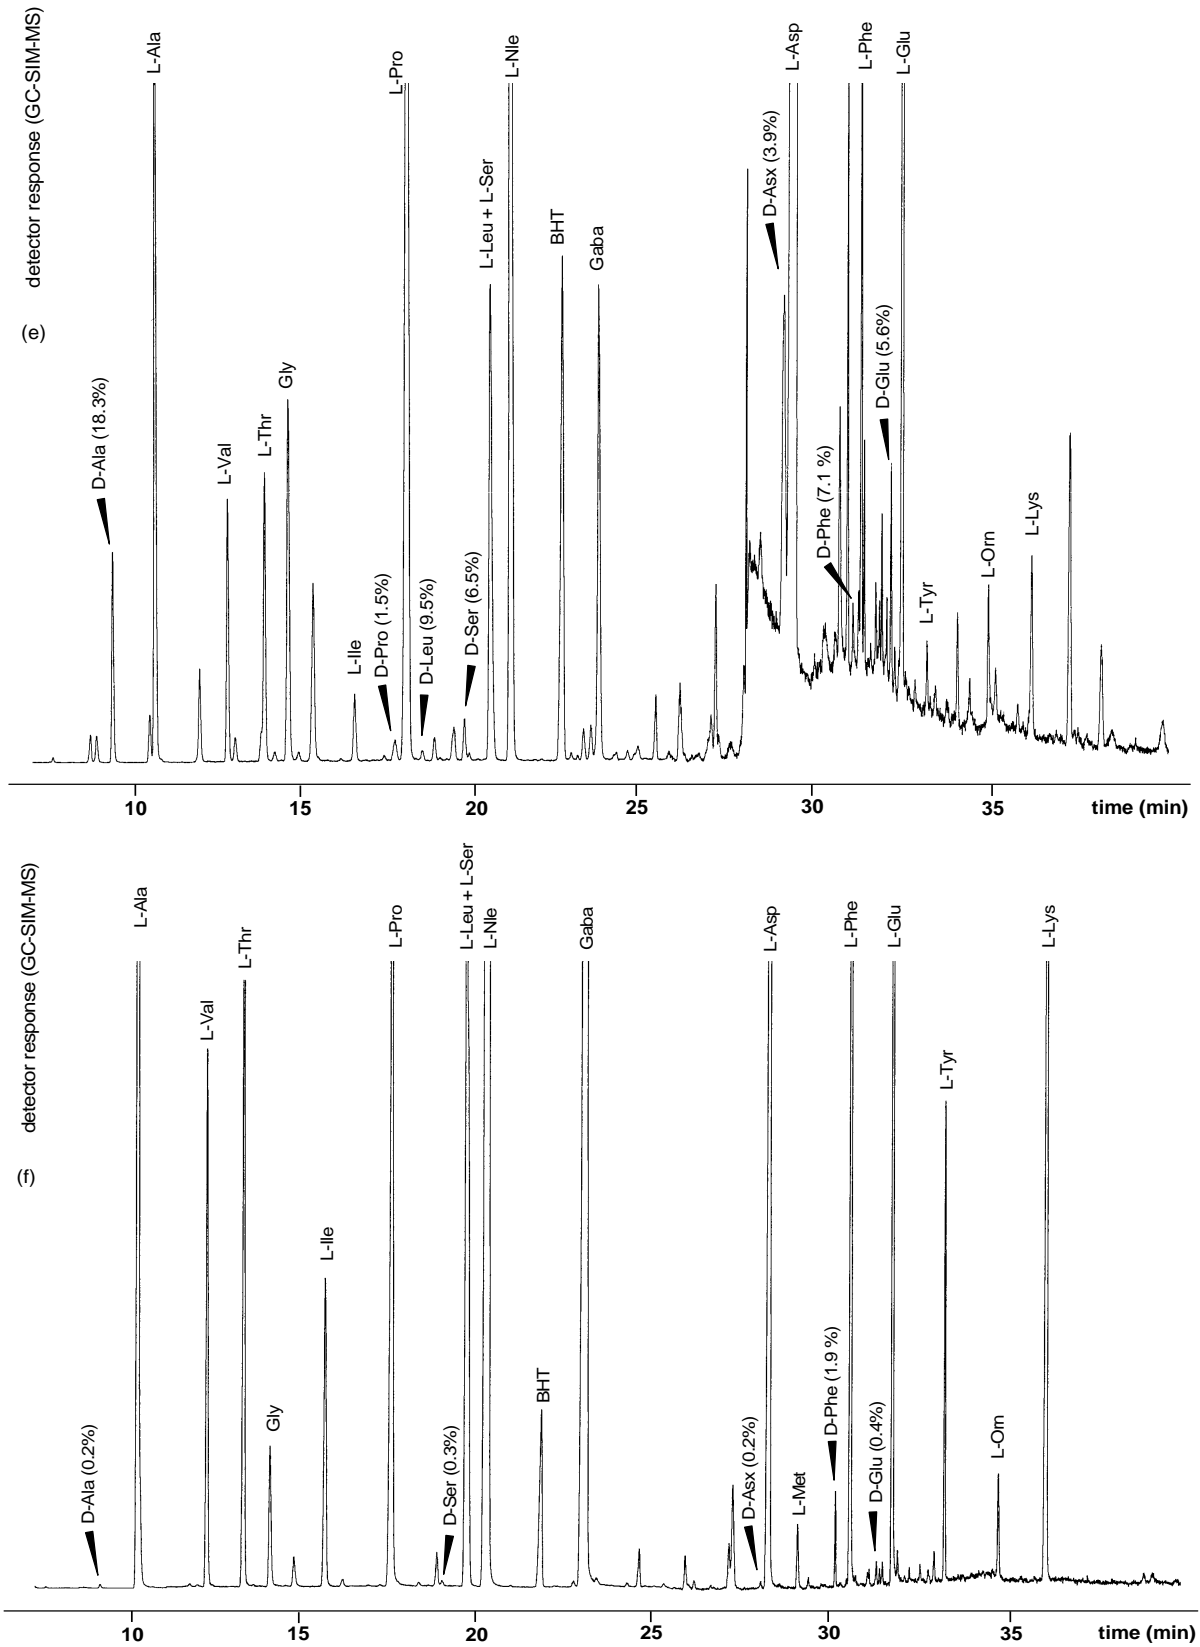 detector response (GC-SIM-MS)
(e)
D-Ala (18.3%)
L-Ala
L-Val
L-Thr
Gly
L-Ile
D-Pro (1.5%)
L-Pro
D-Leu (9.5%)
D-Ser (6.5%)
L-Leu + L-Ser
L-Nle
BHT
Gaba
D-Asx (3.9%)
L-Asp
D-Phe (7.1 %)
L-Phe
D-Glu (5.6%)
L-Glu
L-Tyr
L-Orn
L-Lys
10 15 20 25 30 35 time (min)
detector response (GC-SIM-MS)
(f)
D-Ala (0.2%)
L-Ala
L-Val
L-Thr
Gly
L-Ile
L-Pro
D-Ser (0.3%)
L-Leu + L-Ser
L-Nle
BHT
Gaba
D-Asx (0.2%)
L-Asp
L-Met
D-Phe (1.9 %)
L-Phe
D-Glu (0.4%)
L-Glu
L-Tyr
L-Orn
L-Lys
10 15 20 25 30 35 time (min)